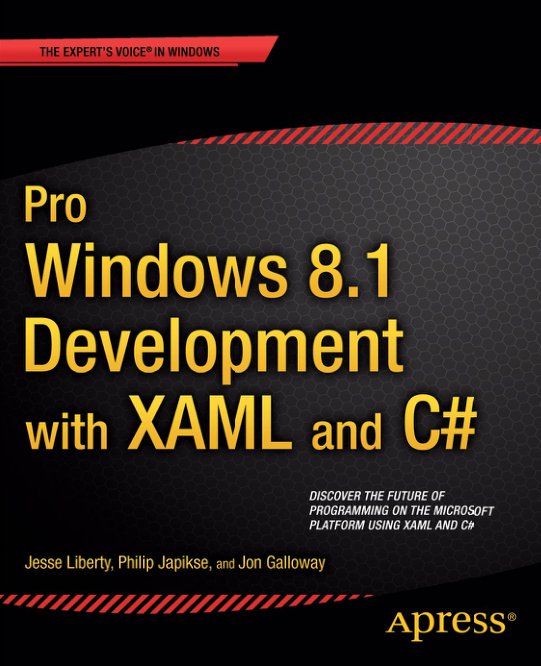 THE EXPERT'S VOICE® IN WINDOWS
Pro
Windows 8.1
Development
with XAML and C#
DISCOVER THE FUTURE OF
PROGRAMMING ON THE MICROSOFT
PLATFORM USING XAML AND C#
Jesse Liberty, Philip Japikse, and Jon Galloway
Apress®